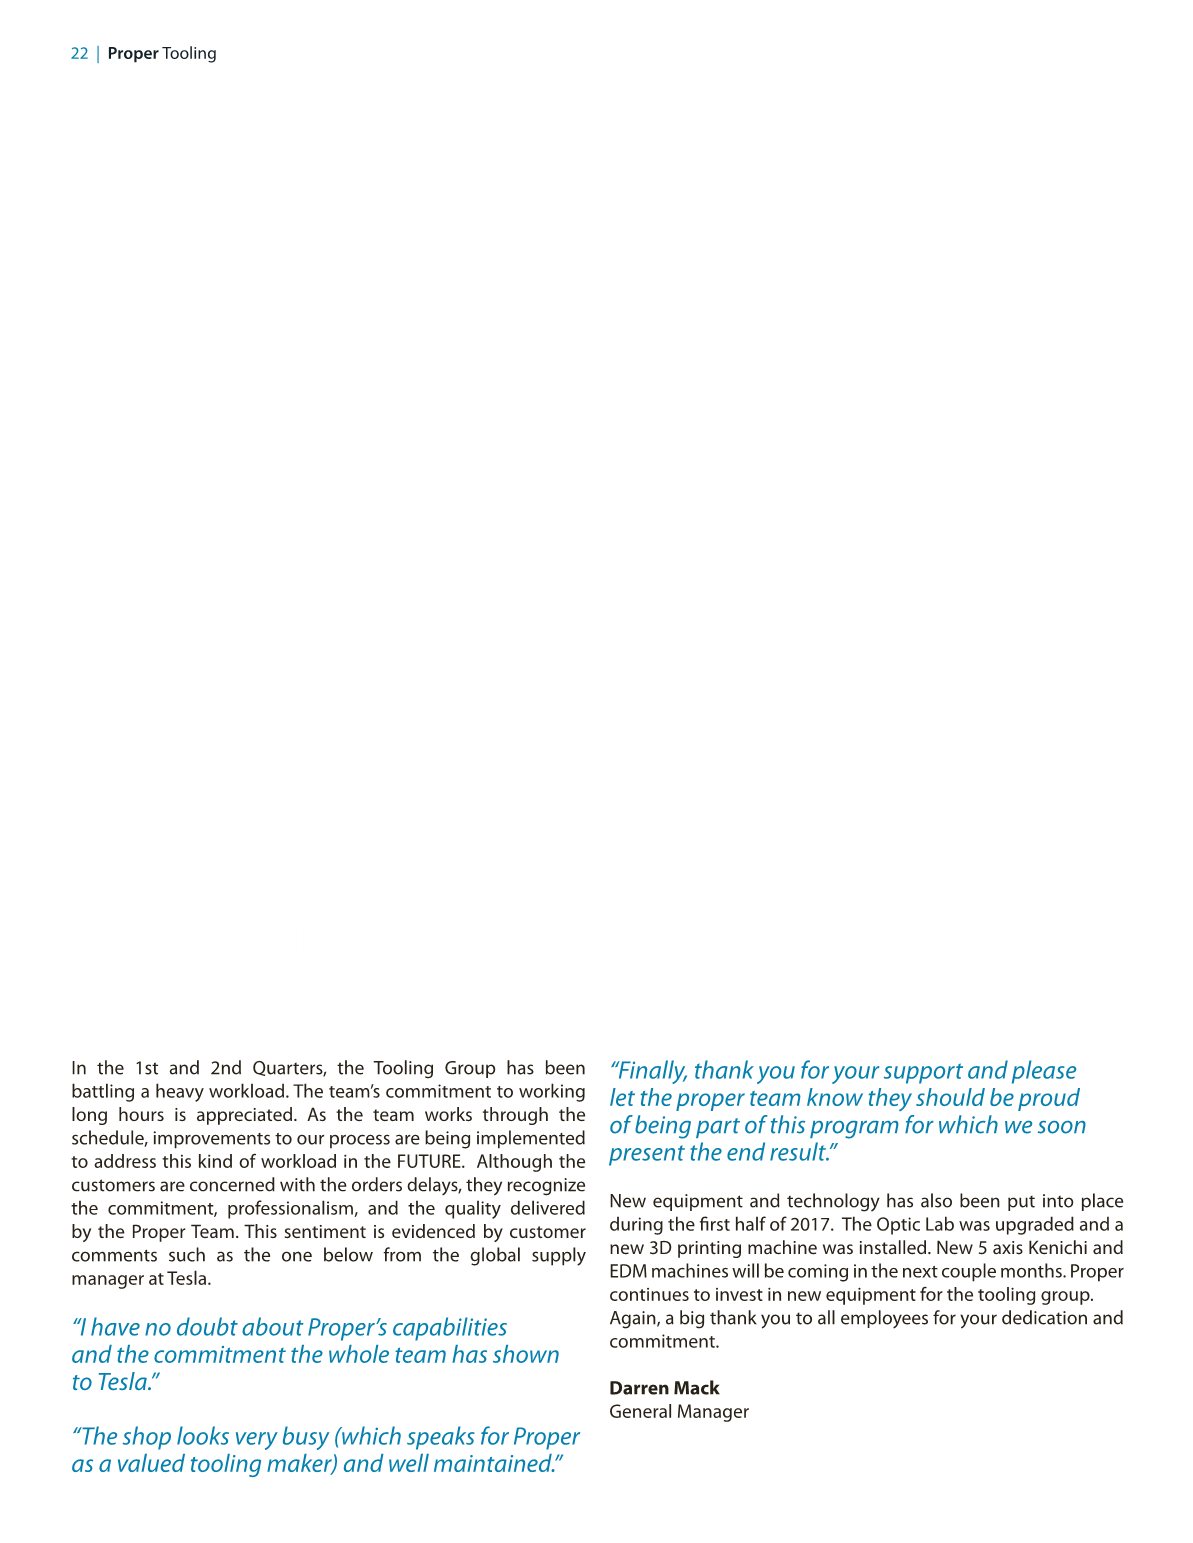 22 | Proper Tooling
In the 1st and 2nd Quarters, the Tooling Group has been
battling a heavy workload. The team’s commitment to working
long hours is appreciated. As the team works through the
schedule, improvements to our process are being implemented
to address this kind of workload in the FUTURE. Although the
customers are concerned with the orders delays, they recognize
the commitment, professionalism, and the quality delivered
by the Proper Team. This sentiment is evidenced by customer
comments such as the one below from the global supply
manager at Tesla.
“I have no doubt about Proper’s capabilities
and the commitment the whole team has shown
to Tesla.”
“The shop looks very busy (which speaks for Proper
as a valued tooling maker) and well maintained.”
“Finally, thank you for your support and please
let the proper team know they should be proud
of being part of this program for which we soon
present the end result.”
New equipment and technology has also been put into place
during the first half of 2017. The Optic Lab was upgraded and a
new 3D printing machine was installed. New 5 axis Kenichi and
EDM machines will be coming in the next couple months. Proper
continues to invest in new equipment for the tooling group.
Again, a big thank you to all employees for your dedication and
commitment.
Darren Mack
General Manager